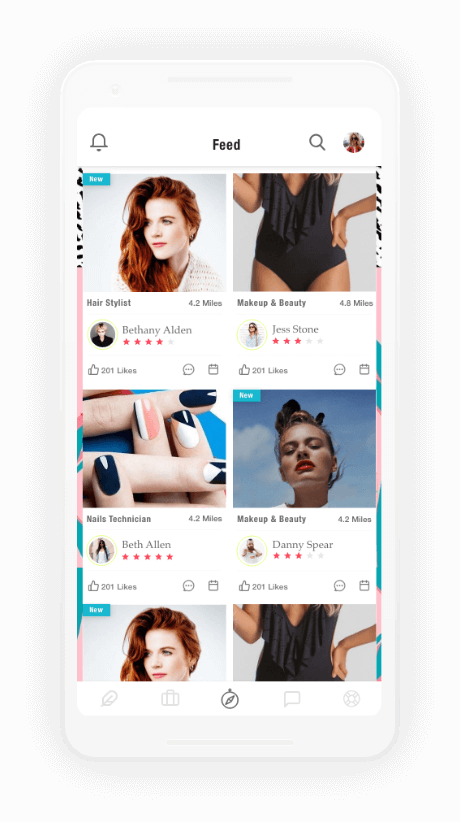 Feed
New
Hair Stylist 4.2 Miles
Makeup & Beauty 4.8 Miles
Bethany Alden
Jess Stone
201 Likes
201 Likes
New
Nails Technician 4.2 Miles
Makeup & Beauty 4.2 Miles
Beth Allen
Danny Spear
201 Likes
201 Likes
New